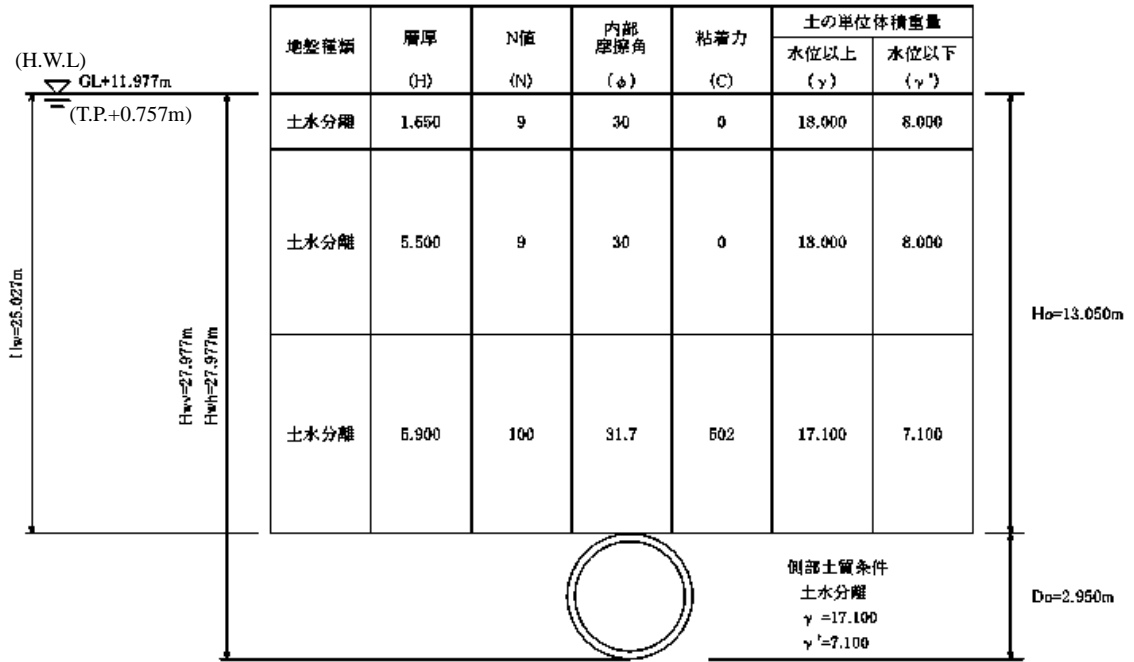 地盤種類
層厚
(H)
N値
(N)
内部
摩擦角
(φ)
粘着力
(C)
土の単位体積重量
水位以上
(γ)
水位以下
(γ')
(H.W.L)
GL+11.977m
(T.P.+0.757m)
土水分離 1.650 9 30 0 18.000 8.000
土水分離 5.500 9 30 0 18.000 8.000
土水分離 5.900 100 31.7 502 17.100 7.100
Hw=25.027m
Hwv=27.977m
Hwh=27.977m
Ho=13.050m
側部土質条件
土水分離
γ =17.100
γ'=7.100
Do=2.950m